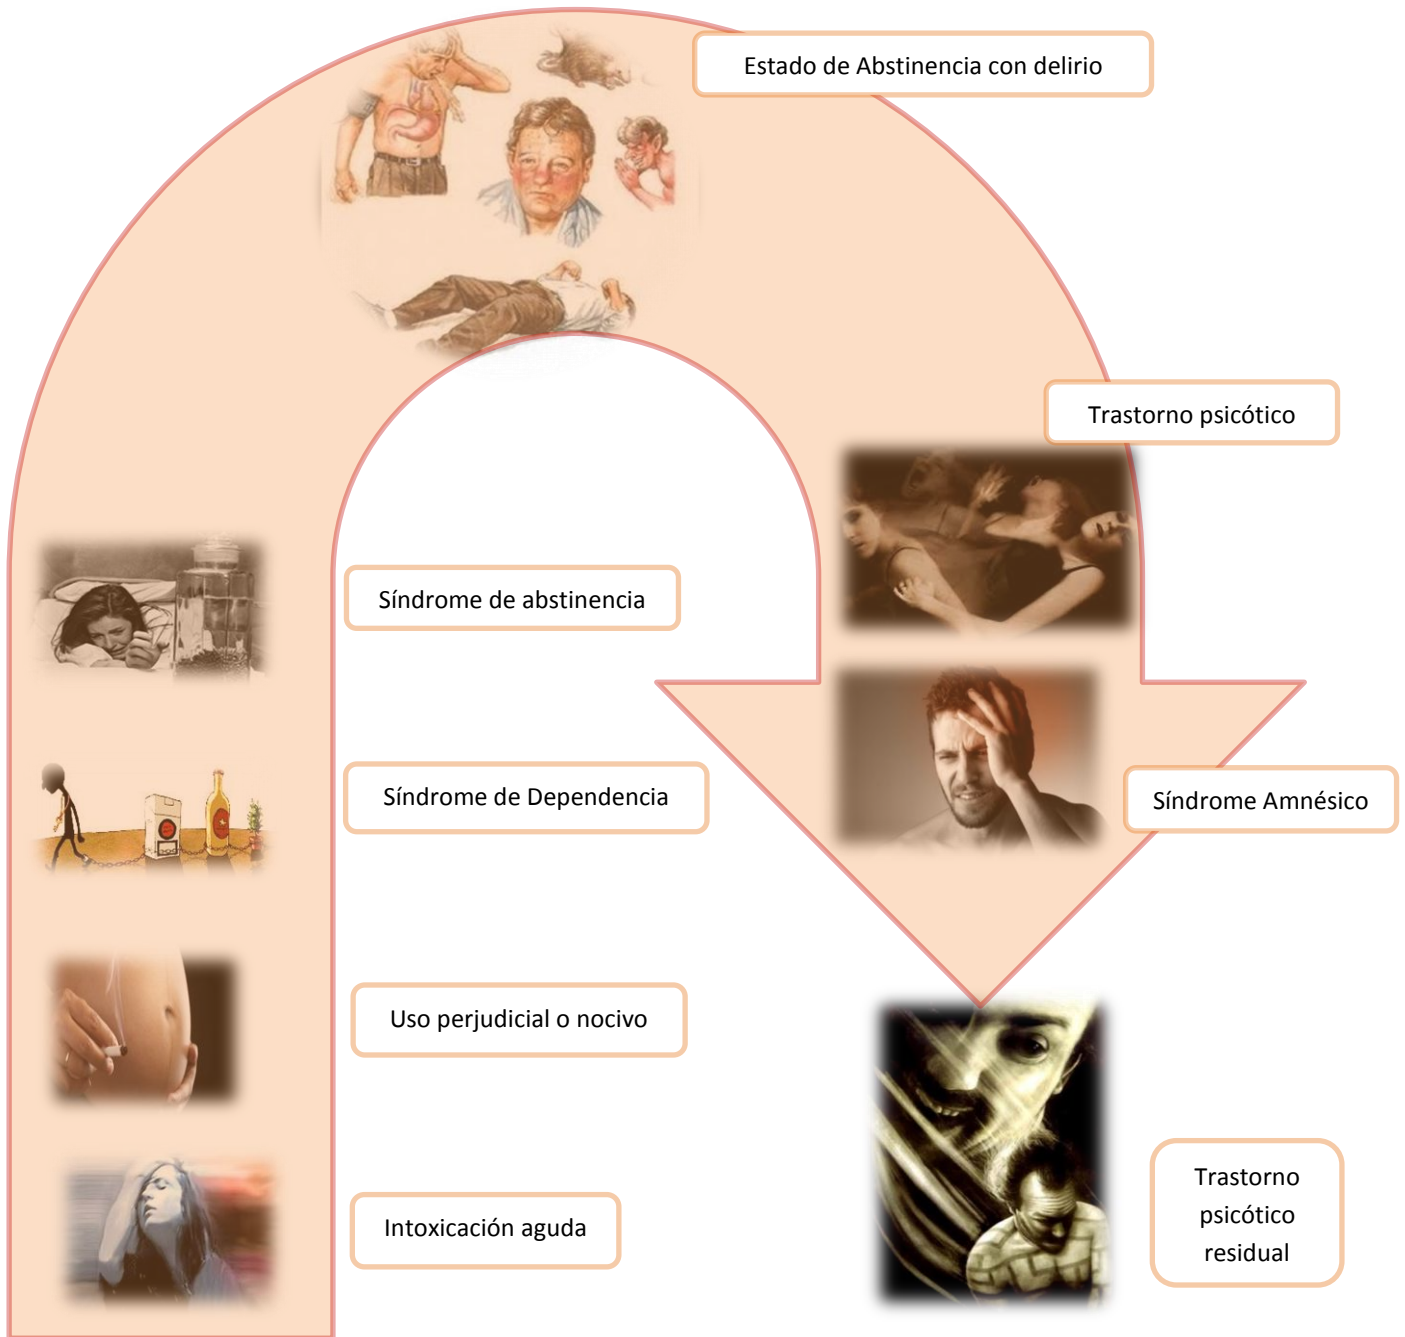 Estado de Abstinencia con delirio
Trastorno psicótico
Síndrome de abstinencia
Síndrome de Dependencia
Síndrome Amnésico
Uso perjudicial o nocivo
Intoxicación aguda
Trastorno
psicótico
residual